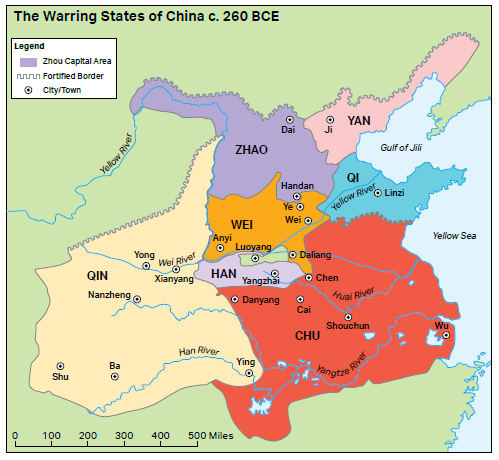 The Warring States of China c. 260 BCE
Legend
Zhou Capital Area
Fortified Border
City/Town
YAN
Dai
Ji
ZHAO
Gulf of Jili
Yellow River
QI
Handan
Yellow River
Linzi
Ye
Wei
WEI
Anyi
Luoyang
Yellow Sea
Yong
Wei River
Daliang
QIN
Xianyang
HAN
Yangzhai
Chen
Nanzheng
Danyang
Cai
Huai River
Shouchun
Wu
CHU
Han River
Ying
Yangtze River
Shu
Ba
0 100 200 300 400 500 Miles